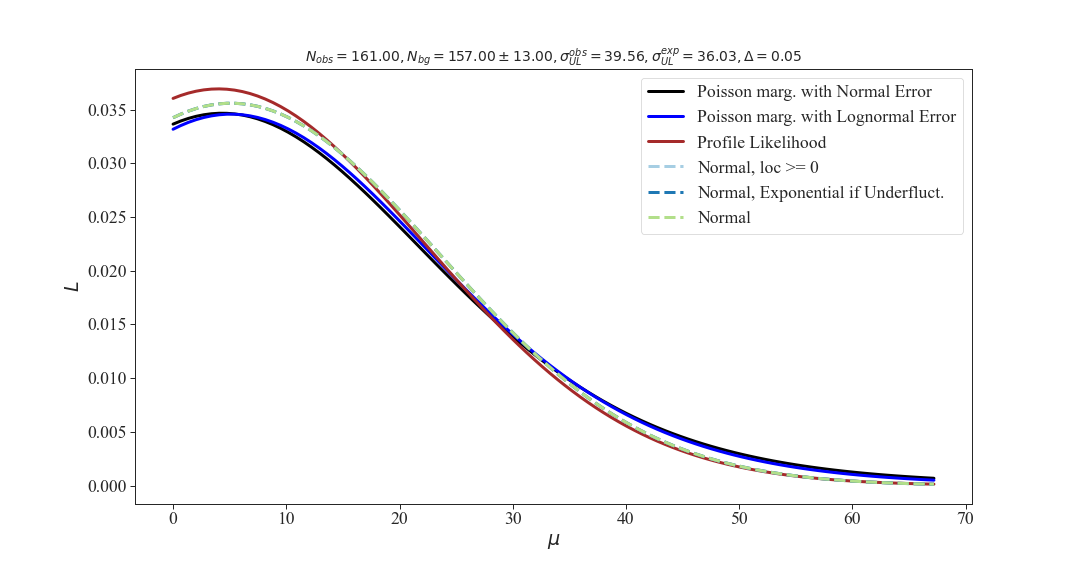 $N_{obs} = 161.00, N_{bg} = 157.00 \pm 13.00, \sigma_{UL}^{obs} = 39.56, \sigma_{UL}^{exp} = 36.03, \Delta = 0.05$
Poisson marg. with Normal Error
Poisson marg. with Lognormal Error
Profile Likelihood
Normal, loc >= 0
Normal, Exponential if Underfluct.
Normal
L
0.035
0.030
0.025
0.020
0.015
0.010
0.005
0.000
0 10 20 30 40 50 60 70
μ